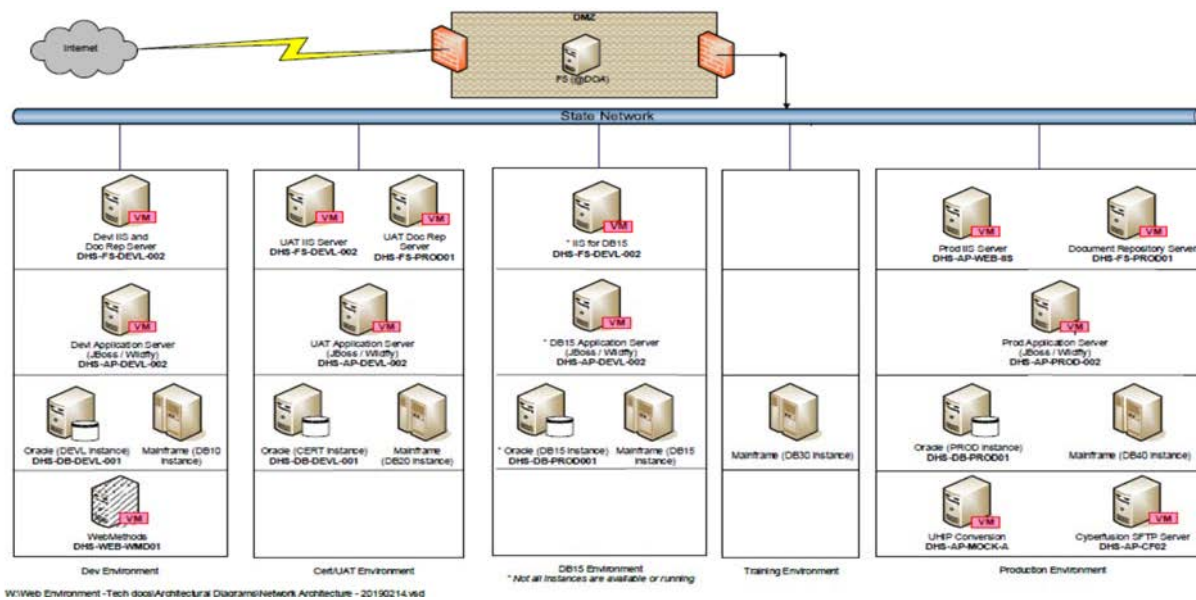 DMZ
Internet
FS (@DOA)
State Network
VM
Devl IIS and
Doc Rep Server
DHS-FS-DEVL-002
VM
UAT IIS Server
DHS-FS-DEVL-002
VM
UAT Doc Rep
Server
DHS-FS-PROD01
VM
* IIS for DB15
DHS-FS-DEVL-002
VM
Prod IIS Server
DHS-AP-WEB-IIS
VM
Document Repository Server
DHS-FS-PROD01
VM
Devl Application Server
(JBoss / Wildfly)
DHS-AP-DEVL-002
VM
UAT Application Server
(JBoss / Wildfly)
DHS-AP-DEVL-002
VM
* DB15 Application Server
(JBoss / Wildfly)
DHS-AP-DEVL-002
VM
Prod Application Server
(JBoss / Wildfly)
DHS-AP-PROD-002
Oracle (DEVL Instance)
DHS-DB-DEVL-001
Mainframe (DB10
Instance)
Oracle (CERT Instance)
DHS-DB-DEVL-001
Mainframe
(DB20 Instance)
* Oracle (DB15 Instance)
DHS-DB-PROD001
Mainframe (DB15
Instance)
Mainframe (DB30 Instance)
Oracle (PROD Instance)
DHS-DB-PROD01
Mainframe (DB40 Instance)
VM
WebMethods
DHS-WEB-WMD01
VM
UHIP Conversion
DHS-AP-MOCK-A
VM
Cyberfusion SFTP Server
DHS-AP-CF02
Dev Environment
Cert/UAT Environment
DB15 Environment
* Not all instances are available or running
Training Environment
Production Environment
W:\Web Environment -Tech docs\Architectural Diagrams\Network Architecture - 20190214.vsd